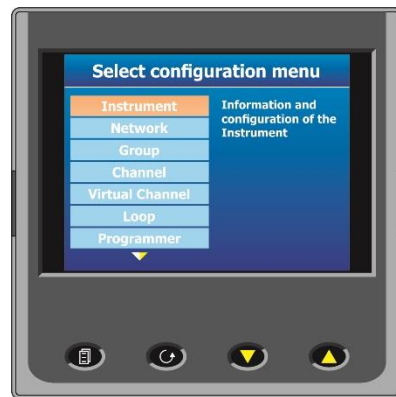 Select configuration menu
Instrument
Network
Group
Channel
Virtual Channel
Loop
Programmer
Information and
configuration of the
Instrument